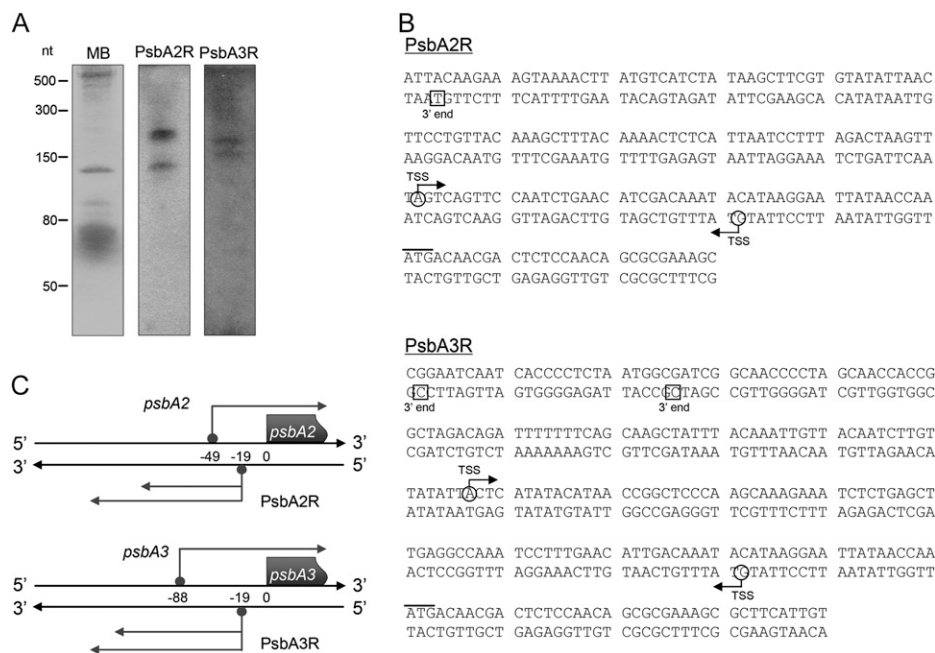 A
nt
MB
PsbA2R
PsbA3R
500
300
150
80
50
B
PsbA2R
ATTACAAGAA AGTAAAACTT ATGTCATCTA TAAGCTTCGT GTATATTAAC
TAATGTTCTT TCATTTTGAA TACAGTAGAT ATTCGAAGCA CATATAATTG
3' end
TTCCTGTTAC AAAGCTTTAC AAAACTCTCA TTAATCCTTT AGACTAAGTT
AAGGACAATG TTTCGAAATG TTTTGAGAGT AATTAGGAAA TCTGATTCAA
TSS
TAGTCAGTTC CAATCTGAAC ATCGACAAAT ACATAAGGAA TTATAACCAA
ATCAGTCAAG GTTAGACTTG TAGCTGTTTA TGTATTCCTT AATATTGGTT
TSS
ATGACAACGA CTCTCCAACA GCGCGAAAGC
TACTGTTGCT GAGAGGTTGT CGCGCTTTCG
PsbA3R
CGGAATCAAT CACCCCTCTA ATGGCGATCGG GCAACCCCTA GCAACCACCG
GCCTTAGTTA GTGGGGAGAT TACCGCTAGCC CGTTGGGGAT CGTTGGTGGC
3' end
3' end
GCTAGACAGA TTTTTTTCAG CAAGCTATTT ACAAATTGTT ACAATCTTGT
CGATCTGTCT AAAAAAAGTC GTTCGATAAA TGTTTAACAA TGTTAGAACA
TSS
TATATTACTC ATATACATAA CCGGCTCCCA AGCAAAGAAA TCTCTGAGCT
ATATAATGAG TATATGTATT GGCCGAGGGT TCGTTTCTTT AGAGACTCGA
TGAGGCCAAA TCCTTTGAAC ATTGACAAAT ACATAAGGAA TTATAACCAA
ACTCCGGTTT AGGAAACTTG TAACTGTTTA TGTATTCCTT AATATTGGTT
TSS
ATGACAACGA CTCTCCAACA GCGCGAAAGC GCTTCATTGT
TACTGTTGCT GAGAGGTTGT CGCGCTTTCG CGAAGTAACA
C
psbA2
psbA2
5' 3'
-49 -19 0
3' 5'
PsbA2R
psbA3
psbA3
5' 3'
-88 -19 0
3' 5'
PsbA3R